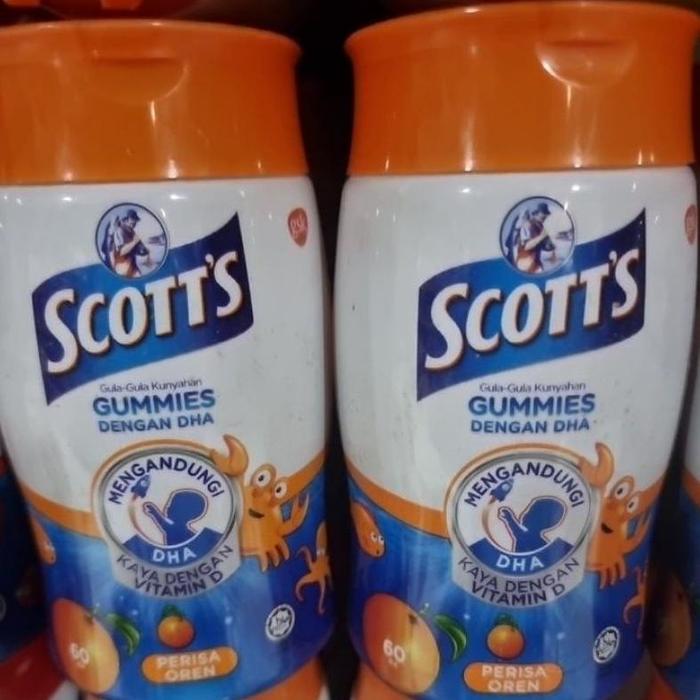 gsk
SCOTT'S
Gula-Gula Kunyahan
GUMMIES
DENGAN DHA
MENGANDUNGI
DHA
KAYA DENGAN
VITAMIN D
60
PERISA
OREN
SCOTT'S
Gula-Gula Kunyahan
GUMMIES
DENGAN DHA
MENGANDUNGI
DHA
KAYA DENGAN
VITAMIN D
60
PERISA
OREN